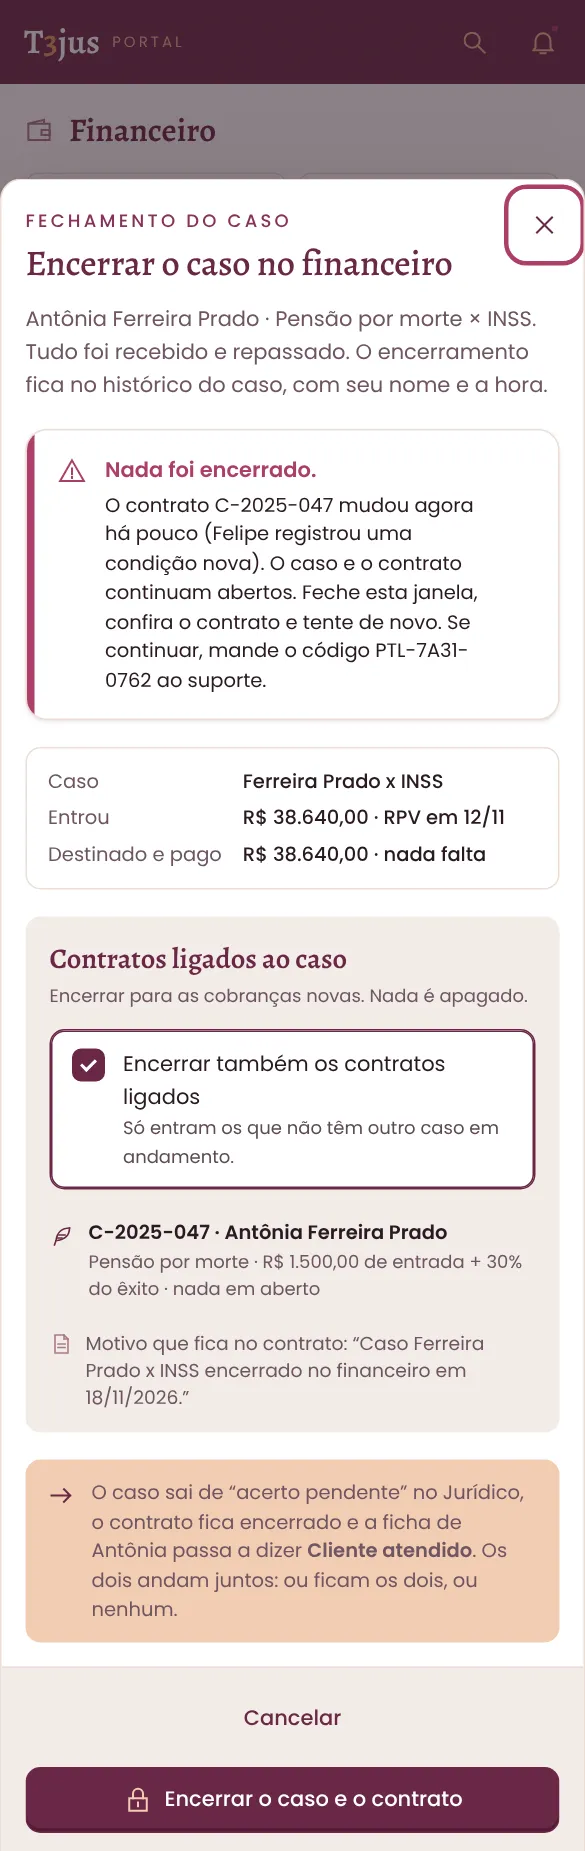 T3jus PORTAL
Financeiro
FECHAMENTO DO CASO
Encerrar o caso no financeiro
Antônia Ferreira Prado · Pensão por morte × INSS.
Tudo foi recebido e repassado. O encerramento
fica no histórico do caso, com seu nome e a hora.
Nada foi encerrado.
O contrato C-2025-047 mudou agora
há pouco (Felipe registrou uma
condição nova). O caso e o contrato
continuam abertos. Feche esta janela,
confira o contrato e tente de novo. Se
continuar, mande o código PTL-7A31-
0762 ao suporte.
Caso Ferreira Prado x INSS
Entrou R$ 38.640,00 · RPV em 12/11
Destinado e pago R$ 38.640,00 · nada falta
Contratos ligados ao caso
Encerrar para as cobranças novas. Nada é apagado.
Encerrar também os contratos
ligados
Só entram os que não têm outro caso em
andamento.
C-2025-047 · Antônia Ferreira Prado
Pensão por morte · R$ 1.500,00 de entrada + 30%
do êxito · nada em aberto
Motivo que fica no contrato: “Caso Ferreira
Prado x INSS encerrado no financeiro em
18/11/2026.”
O caso sai de “acerto pendente” no Jurídico,
o contrato fica encerrado e a ficha de
Antônia passa a dizer Cliente atendido. Os
dois andam juntos: ou ficam os dois, ou
nenhum.
Cancelar
Encerrar o caso e o contrato